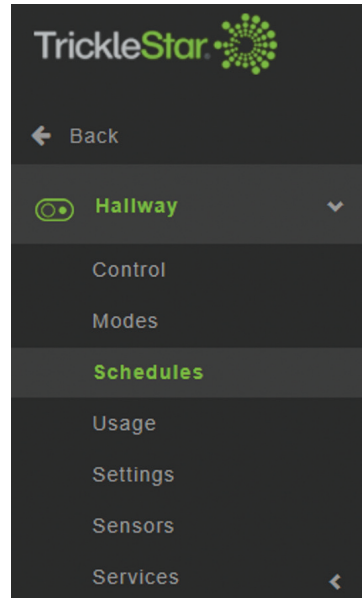 TrickleStar.
Back
Hallway
Control
Modes
Schedules
Usage
Settings
Sensors
Services